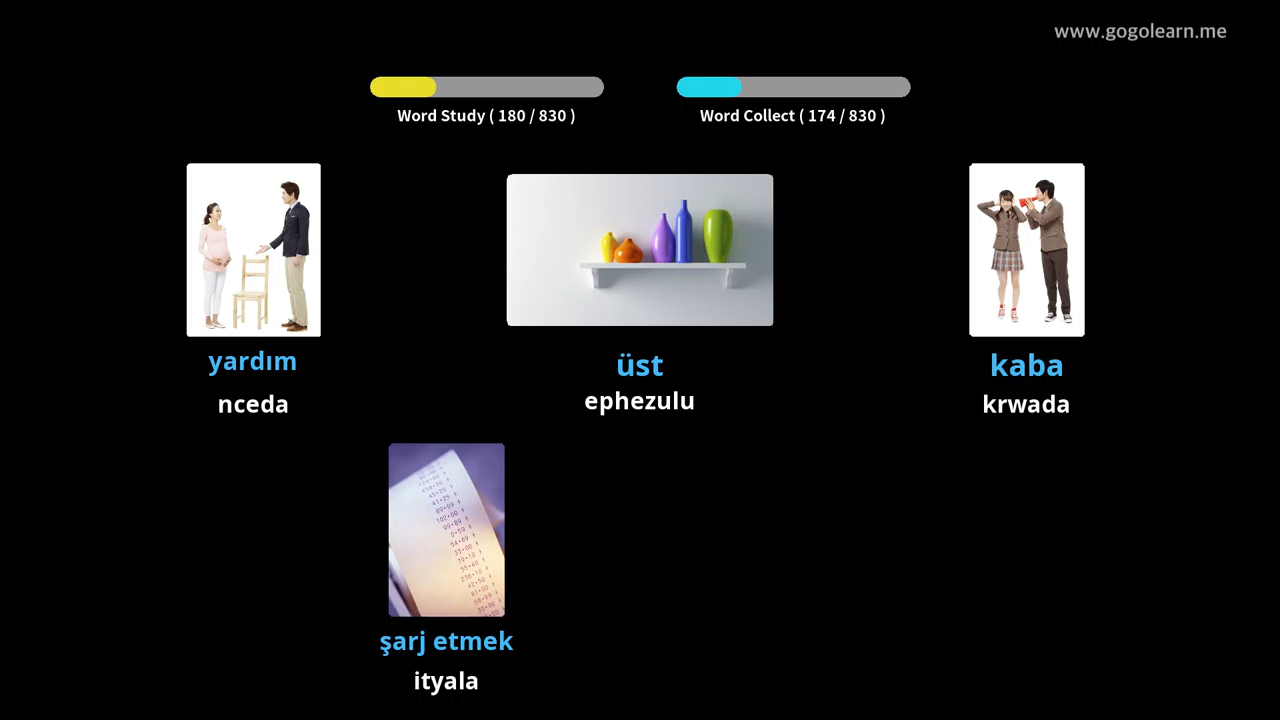 www.gogolearn.me
Word Study ( 180 / 830 )
Word Collect ( 174 / 830 )
yardım
nceda
üst
ephezulu
kaba
krwada
şarj etmek
ityala